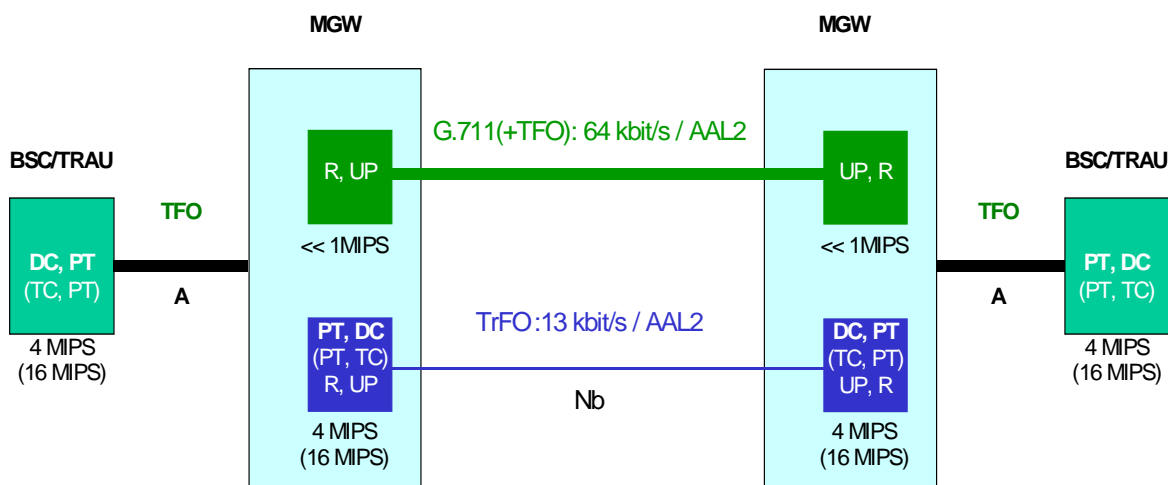 MGW
MGW
G.711(+TFO): 64 kbit/s / AAL2
BSC/TRAU
BSC/TRAU
R, UP
UP, R
TFO
TFO
<< 1MIPS
<< 1MIPS
DC, PT
(TC, PT)
PT, DC
(PT, TC)
A
A
TrFO:13 kbit/s / AAL2
PT, DC
(PT, TC)
R, UP
DC, PT
(TC, PT)
UP, R
4 MIPS
(16 MIPS)
4 MIPS
(16 MIPS)
Nb
4 MIPS
(16 MIPS)
4 MIPS
(16 MIPS)